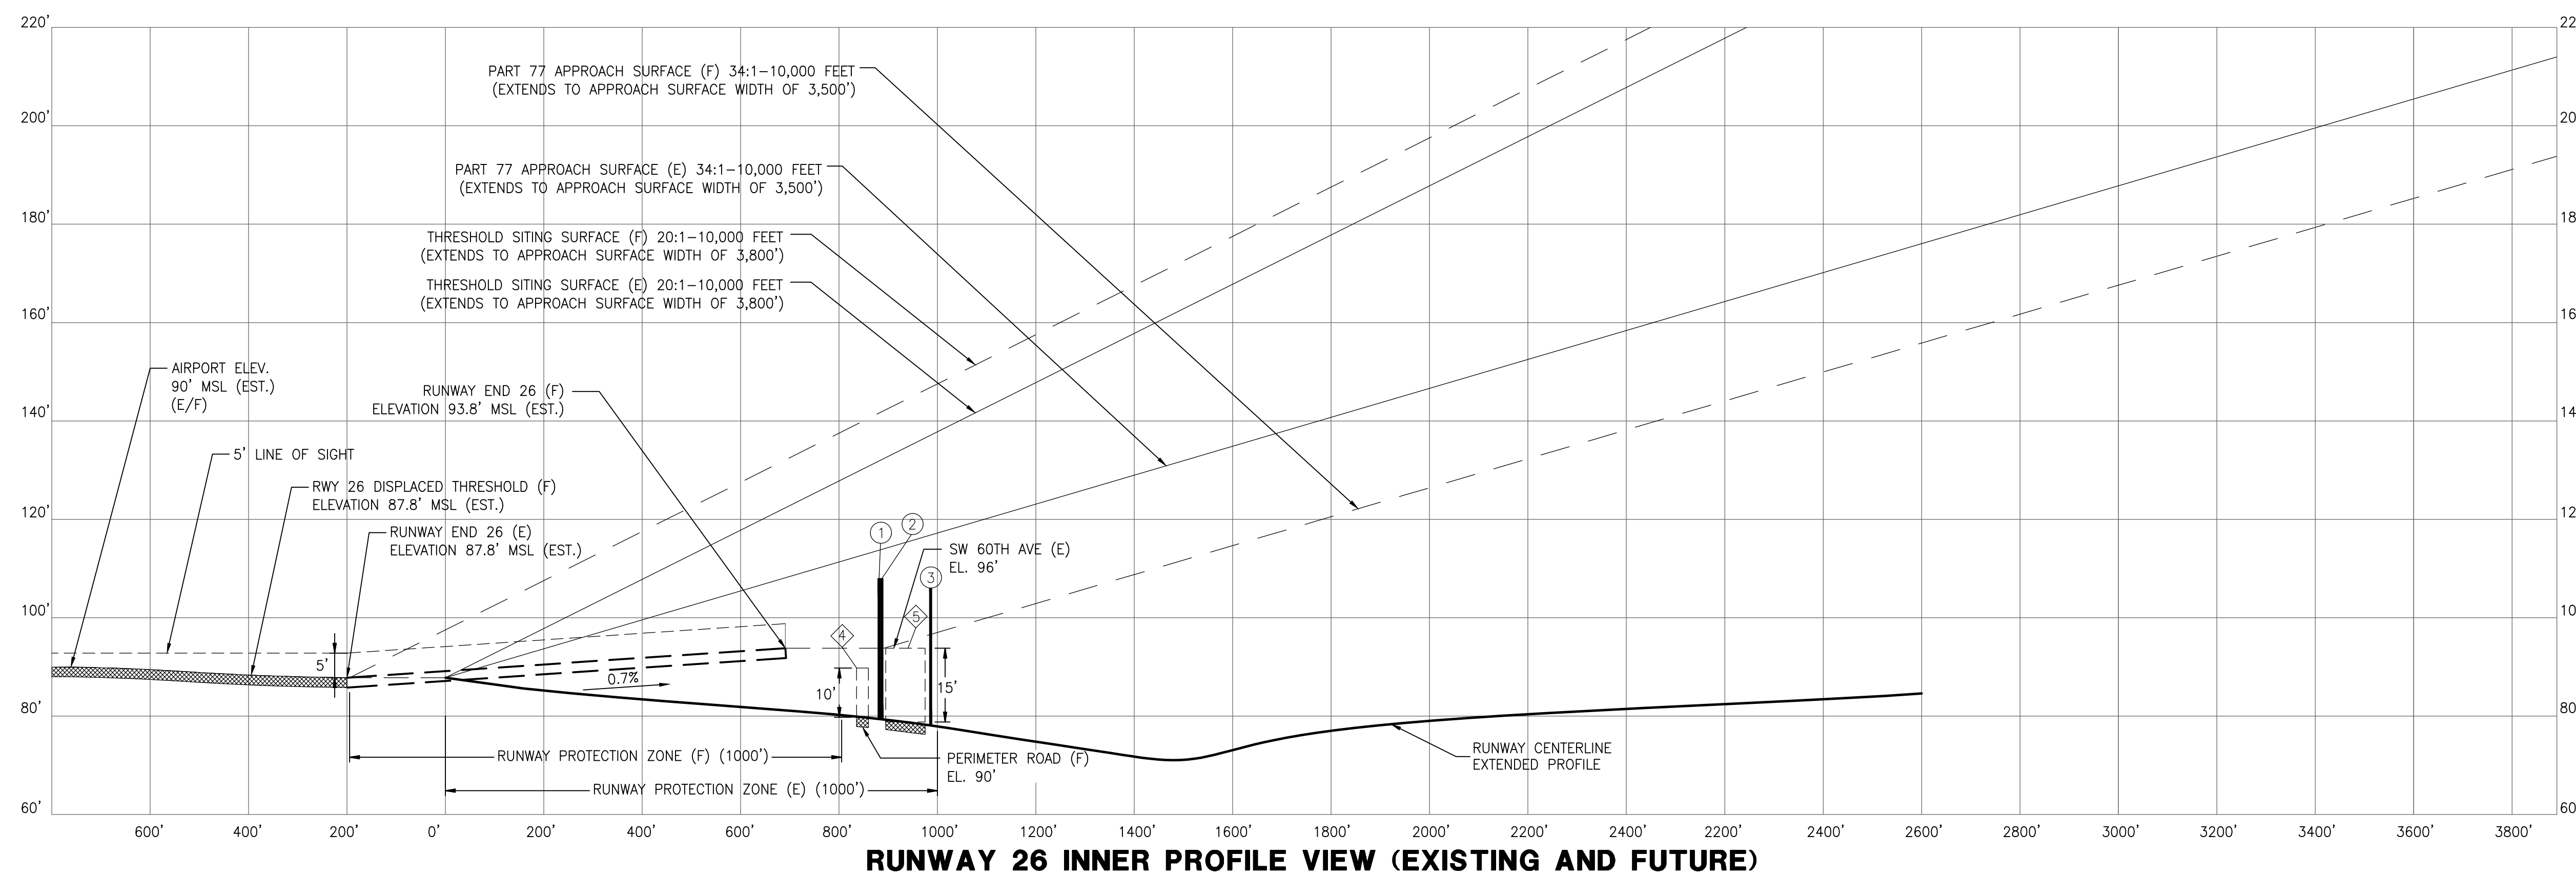 220'
22
PART 77 APPROACH SURFACE (F) 34:1–10,000 FEET
(EXTENDS TO APPROACH SURFACE WIDTH OF 3,500')
200'
20
PART 77 APPROACH SURFACE (E) 34:1–10,000 FEET
(EXTENDS TO APPROACH SURFACE WIDTH OF 3,500')
180'
18
THRESHOLD SITING SURFACE (F) 20:1–10,000 FEET
(EXTENDS TO APPROACH SURFACE WIDTH OF 3,800')
THRESHOLD SITING SURFACE (E) 20:1–10,000 FEET
(EXTENDS TO APPROACH SURFACE WIDTH OF 3,800')
160'
16
AIRPORT ELEV.
90' MSL (EST.)
(E/F)
RUNWAY END 26 (F)
ELEVATION 93.8' MSL (EST.)
140'
14
5' LINE OF SIGHT
RWY 26 DISPLACED THRESHOLD (F)
ELEVATION 87.8' MSL (EST.)
120'
12
RUNWAY END 26 (E)
ELEVATION 87.8' MSL (EST.)
1
2
SW 60TH AVE (E)
EL. 96'
3
100'
10
4
5
5'
0.7%
10'
15'
80'
80
RUNWAY PROTECTION ZONE (F) (1000')
PERIMETER ROAD (F)
EL. 90'
RUNWAY CENTERLINE
EXTENDED PROFILE
RUNWAY PROTECTION ZONE (E) (1000')
60'
60
600' 400' 200' 0' 200' 400' 600' 800' 1000' 1200' 1400' 1600' 1800' 2000' 2200' 2400' 2200' 2400' 2600' 2800' 3000' 3200' 3400' 3600' 3800'
RUNWAY 26 INNER PROFILE VIEW (EXISTING AND FUTURE)